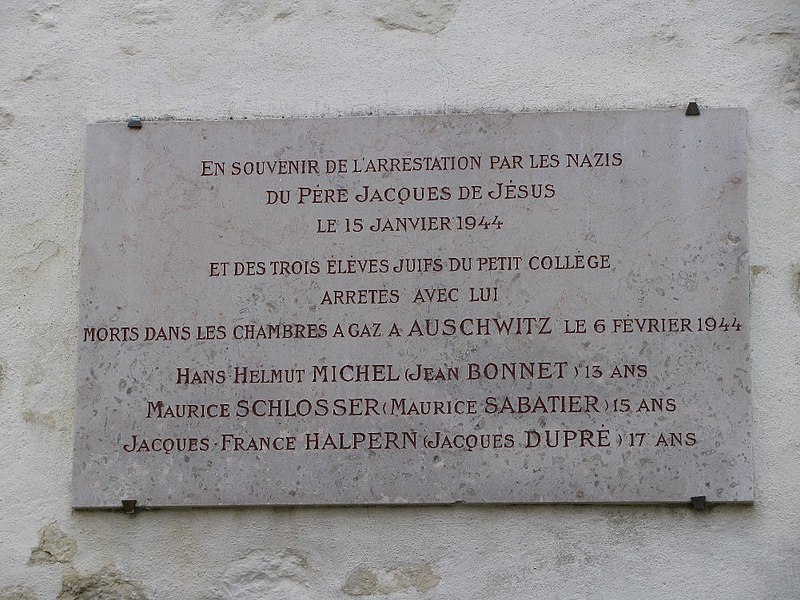 EN SOUVENIR DE L'ARRESTATION PAR LES NAZIS
DU PÈRE JACQUES DE JÉSUS
LE 15 JANVIER 1944
ET DES TROIS ÉLÈVES JUIFS DU PETIT COLLÈGE
ARRETÉS AVEC LUI
MORTS DANS LES CHAMBRES A GAZ A AUSCHWITZ LE 6 FÉVRIER 1944
HANS-HELMUT MICHEL (JEAN BONNET) 13 ANS
MAURICE SCHLOSSER (MAURICE SABATIER) 15 ANS
JACQUES-FRANCE HALPERN (JACQUES DUPRÉ) 17 ANS